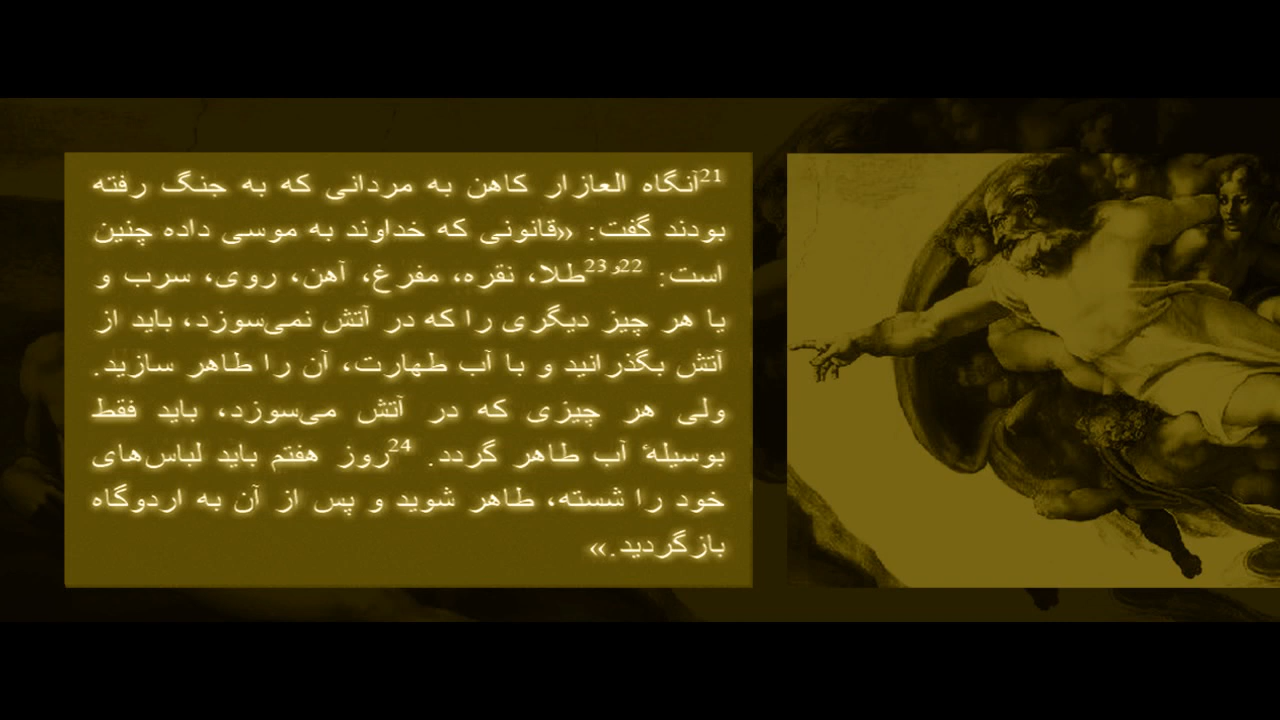 21آنگاه العازار کاهن به مردانی که به جنگ رفته
بودند گفت: «قانونی که خداوند به موسی داده چنین
است: 22و23طلا، نقره، مفرغ، آهن، روی، سرب و
یا هر چیز دیگری را که در آتش نمی‌سوزد، باید از
آتش بگذرانید و با آب طهارت، آن را طاهر سازید.
ولی هر چیزی که در آتش می‌سوزد، باید فقط
بوسیلهٔ آب طاهر گردد. 24روز هفتم باید لباس‌های
خود را شسته، طاهر شوید و پس از آن به اردوگاه
بازگردید.»